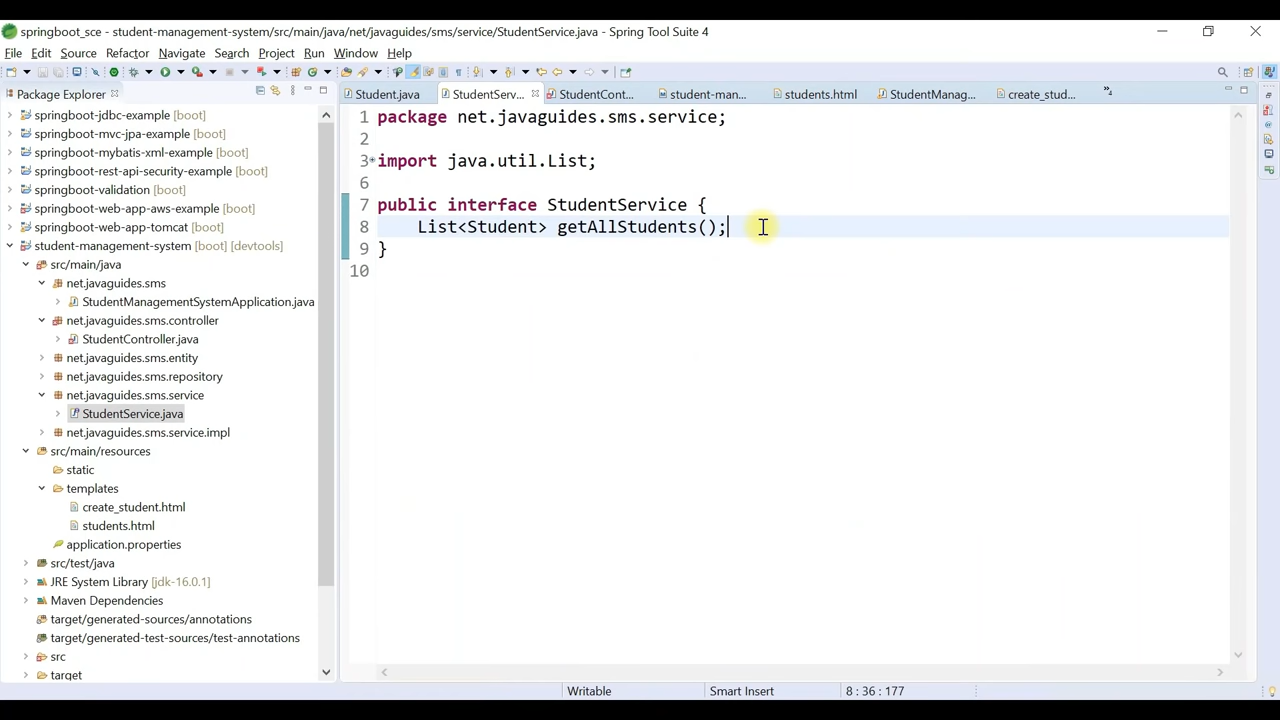 springboot_sce - student-management-system/src/main/java/net/javaguides/sms/service/StudentService.java - Spring Tool Suite 4
File Edit Source Refactor Navigate Search Project Run Window Help
Package Explorer
springboot-jdbc-example [boot]
springboot-mvc-jpa-example [boot]
springboot-mybatis-xml-example [boot]
springboot-rest-api-security-example [boot]
springboot-validation [boot]
springboot-web-app-aws-example [boot]
springboot-web-app-tomcat [boot]
student-management-system [boot] [devtools]
src/main/java
net.javaguides.sms
StudentManagementSystemApplication.java
net.javaguides.sms.controller
StudentController.java
net.javaguides.sms.entity
net.javaguides.sms.repository
net.javaguides.sms.service
StudentService.java
net.javaguides.sms.service.impl
src/main/resources
static
templates
create_student.html
students.html
application.properties
src/test/java
JRE System Library [jdk-16.0.1]
Maven Dependencies
target/generated-sources/annotations
target/generated-test-sources/test-annotations
src
target
Student.java StudentServ... StudentCont... student-man... students.html StudentManag... create_stud...
1 package net.javaguides.sms.service;
2
3 import java.util.List;
6
7 public interface StudentService {
8 List<Student> getAllStudents();
9 }
10
Writable Smart Insert 8 : 36 : 177